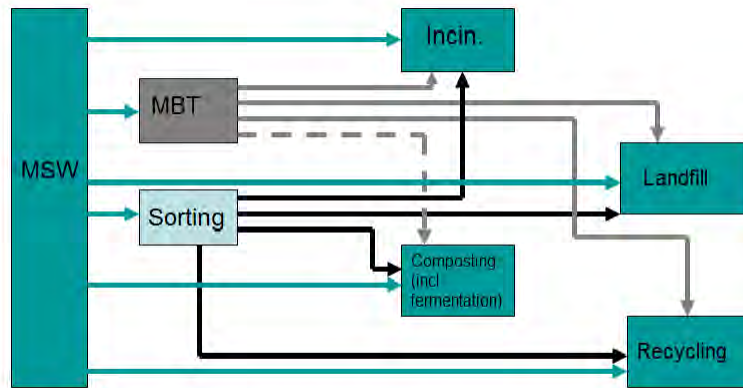 Incin.
MBT
MSW
Landfill
Sorting
Composting
(incl
fermentation)
Recycling